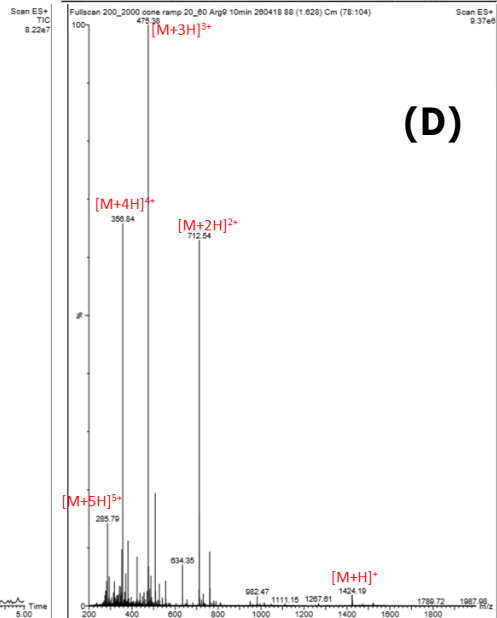 Scan ES+
TIC
8.22e7
Fullscan 200_2000 cone ramp 20_60 Arg9 10min 260418 88 (1.628) Cm (78:104)
Scan ES+
9.37e6
100
475.38
[M+3H]3+
(D)
[M+4H]4+
356.84
[M+2H]2+
712.54
%
[M+5H]5+
285.79
634.35
[M+H]+
982.47
1111.15
1267.61
1424.19
1789.72
1987.98
0
5.00
Time
200
400
600
800
1000
1200
1400
1600
1800
m/z